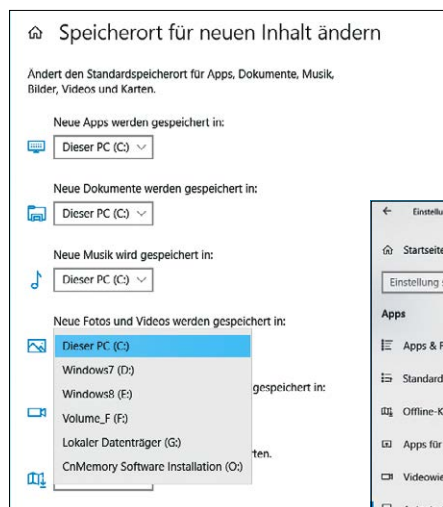 Speicherort für neuen Inhalt ändern
Ändert den Standardspeicherort für Apps, Dokumente, Musik,
Bilder, Videos und Karten.
Neue Apps werden gespeichert in:
Dieser PC (C:)
Neue Dokumente werden gespeichert in:
Dieser PC (C:)
Neue Musik wird gespeichert in:
Dieser PC (C:)
Neue Fotos und Videos werden gespeichert in:
Dieser PC (C:)
Windows7 (D:)
Windows8 (E:)
gespeichert in:
Volume_F (F:)
Lokaler Datenträger (G:)
CnMemory Software Installation (O:)
Einstellu
Startseite
Einstellung
Apps
Apps & F
Standard
Offline-K
Apps für
Videowie